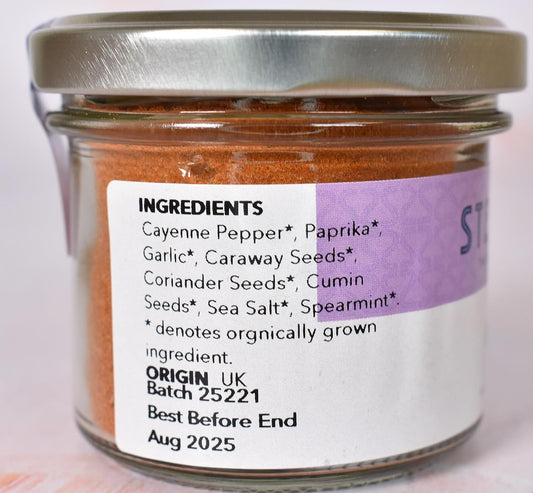 INGREDIENTS
Cayenne Pepper*, Paprika*,
Garlic*, Caraway Seeds*,
Coriander Seeds*, Cumin
Seeds*, Sea Salt*, Spearmint*.
* denotes orgnically grown
ingredient.
ORIGIN UK
Batch 25221
Best Before End
Aug 2025